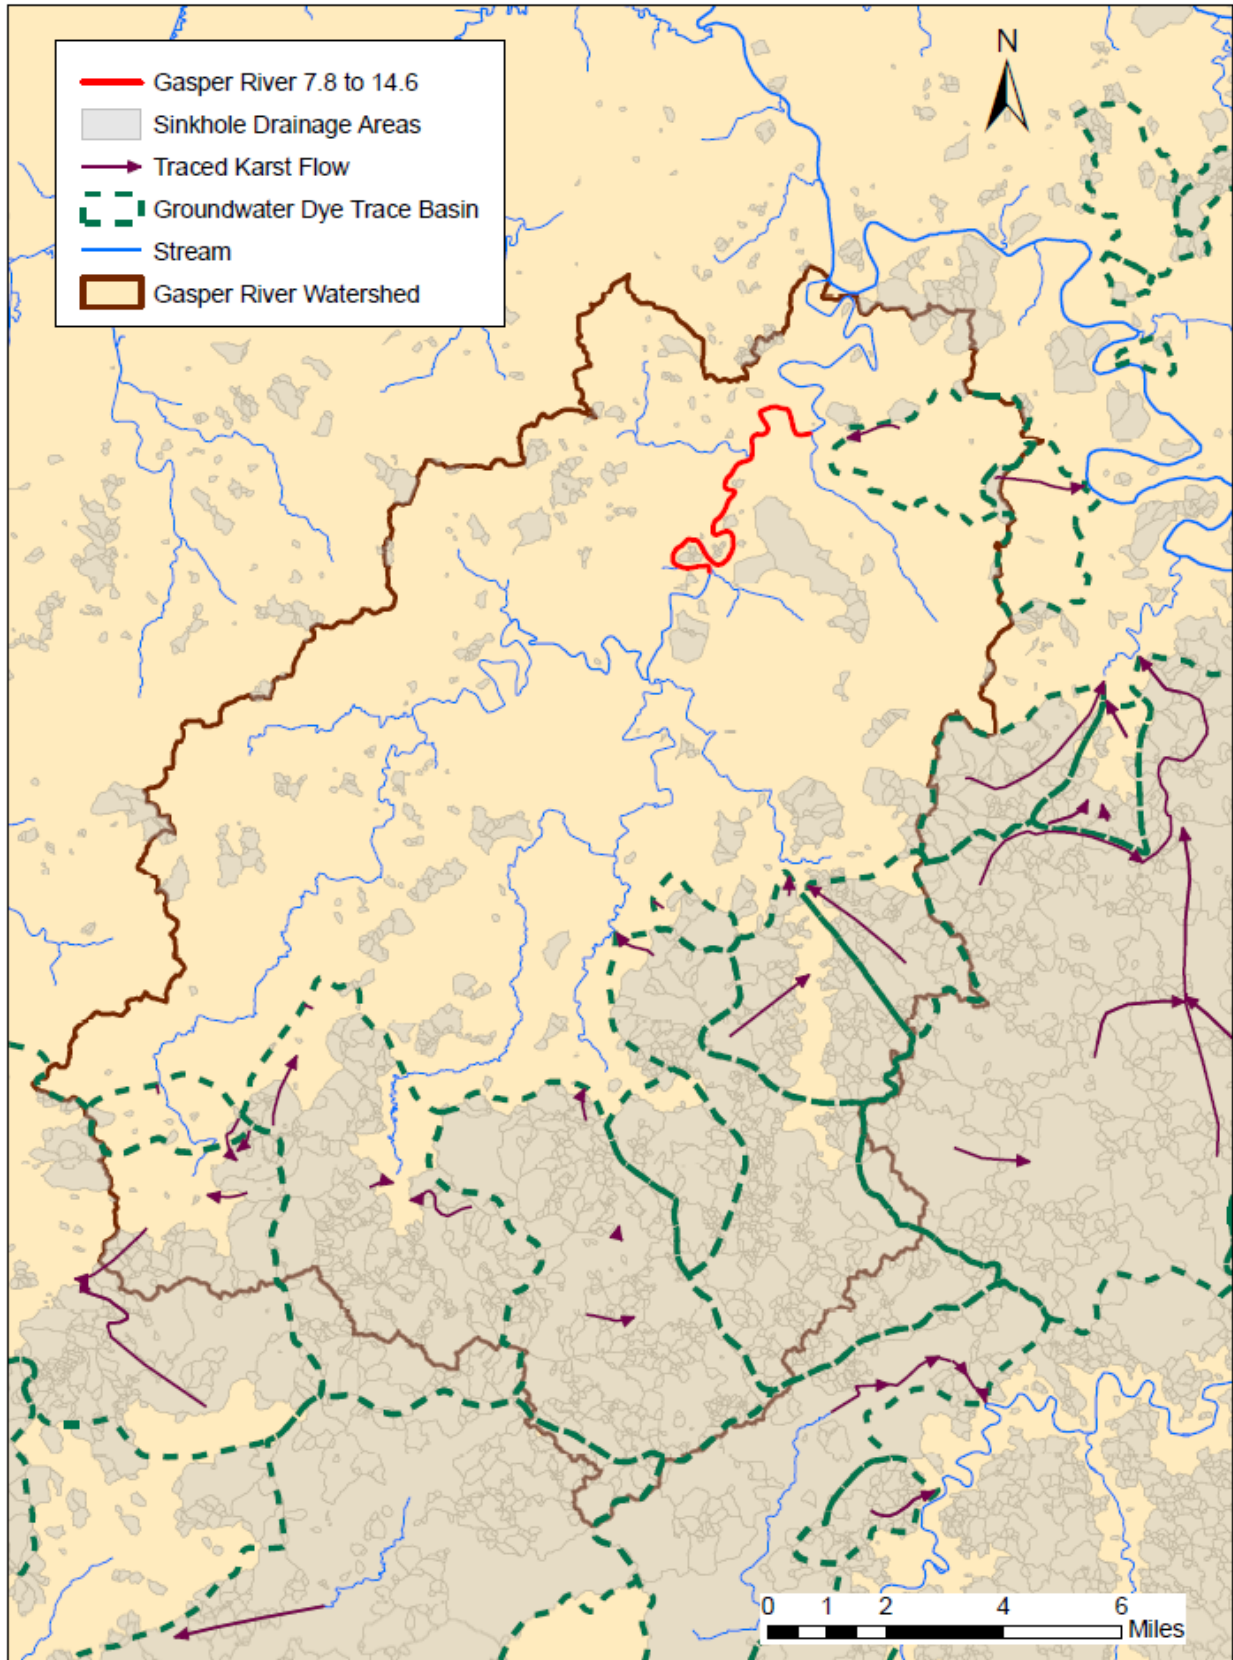 N
Gasper River 7.8 to 14.6
Sinkhole Drainage Areas
Traced Karst Flow
Groundwater Dye Trace Basin
Stream
Gasper River Watershed
0 1 2 4 6
Miles